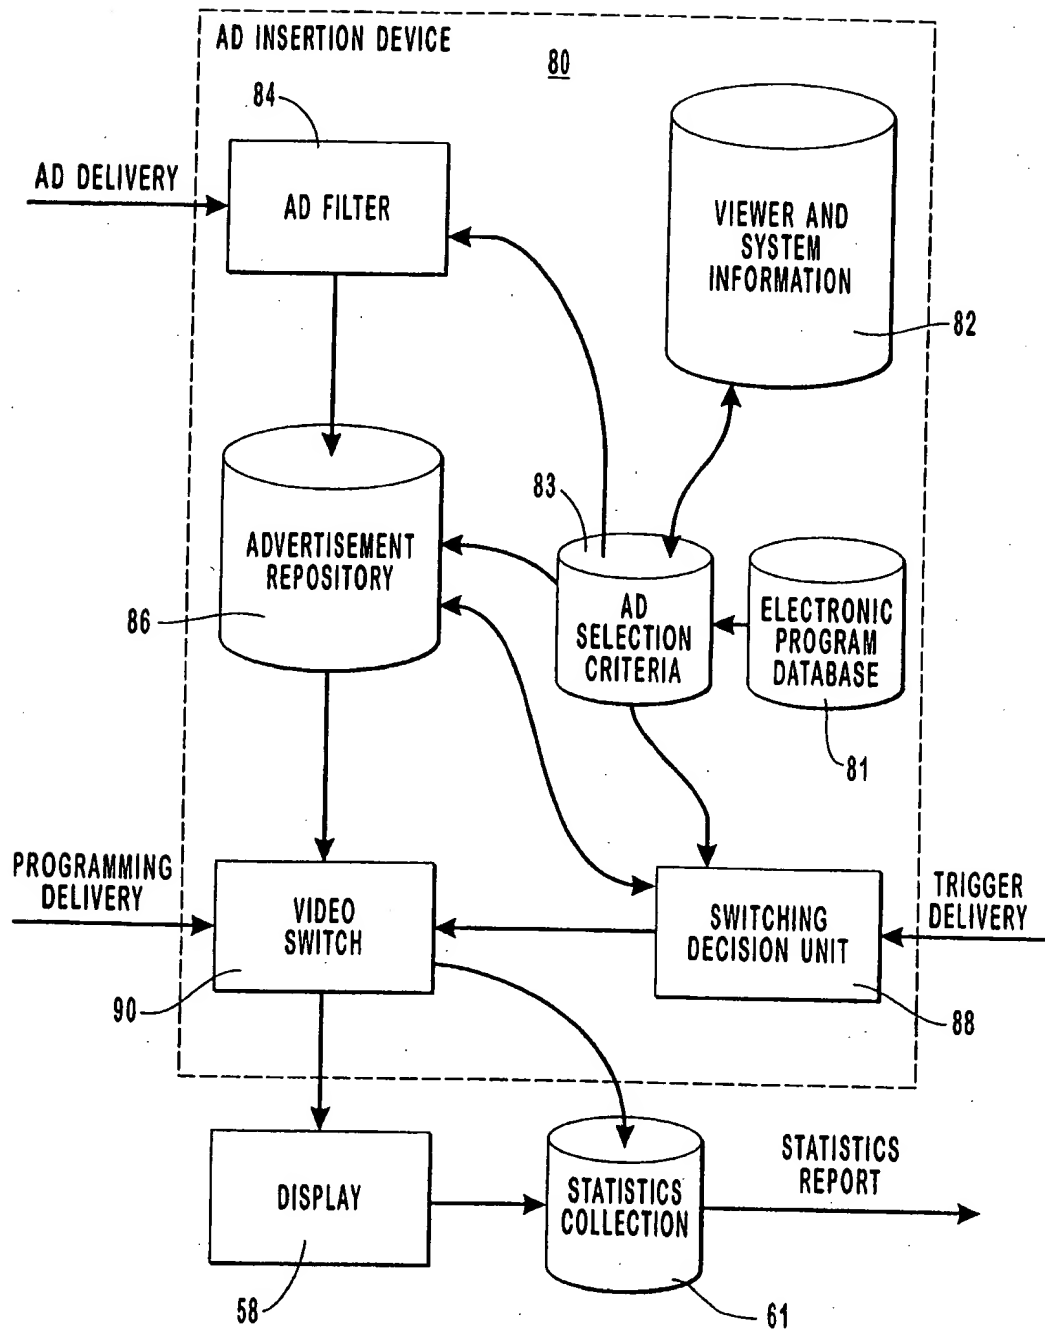 AD INSERTION DEVICE
80
84
AD DELIVERY
AD FILTER
VIEWER AND
SYSTEM
INFORMATION
82
83
ADVERTISEMENT
REPOSITORY
86
AD
SELECTION
CRITERIA
ELECTRONIC
PROGRAM
DATABASE
81
PROGRAMMING
DELIVERY
VIDEO
SWITCH
90
SWITCHING
DECISION UNIT
88
TRIGGER
DELIVERY
DISPLAY
58
STATISTICS
COLLECTION
61
STATISTICS
REPORT